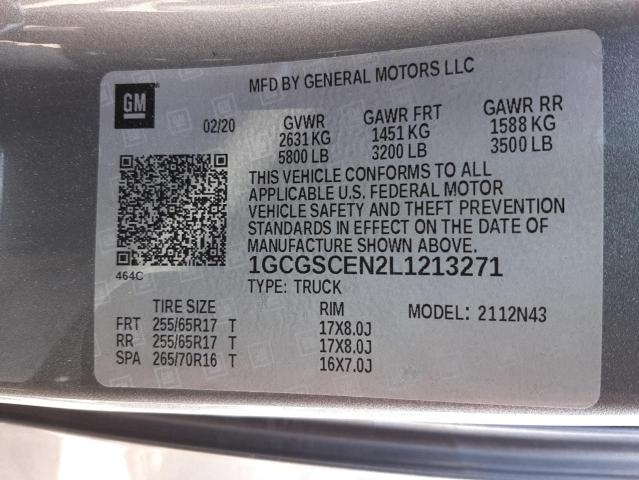 GM
MFD BY GENERAL MOTORS LLC
02/20
GVWR GAWR FRT GAWR RR
2631 KG 1451 KG 1588 KG
5800 LB 3200 LB 3500 LB
THIS VEHICLE CONFORMS TO ALL
APPLICABLE U.S. FEDERAL MOTOR
VEHICLE SAFETY AND THEFT PREVENTION
STANDARDS IN EFFECT ON THE DATE OF
MANUFACTURE SHOWN ABOVE.
464C
1GCGSCEN2L1213271
TYPE: TRUCK
TIRE SIZE RIM MODEL: 2112N43
FRT 255/65R17 T 17X8.0J
RR 255/65R17 T 17X8.0J
SPA 265/70R16 T 16X7.0J